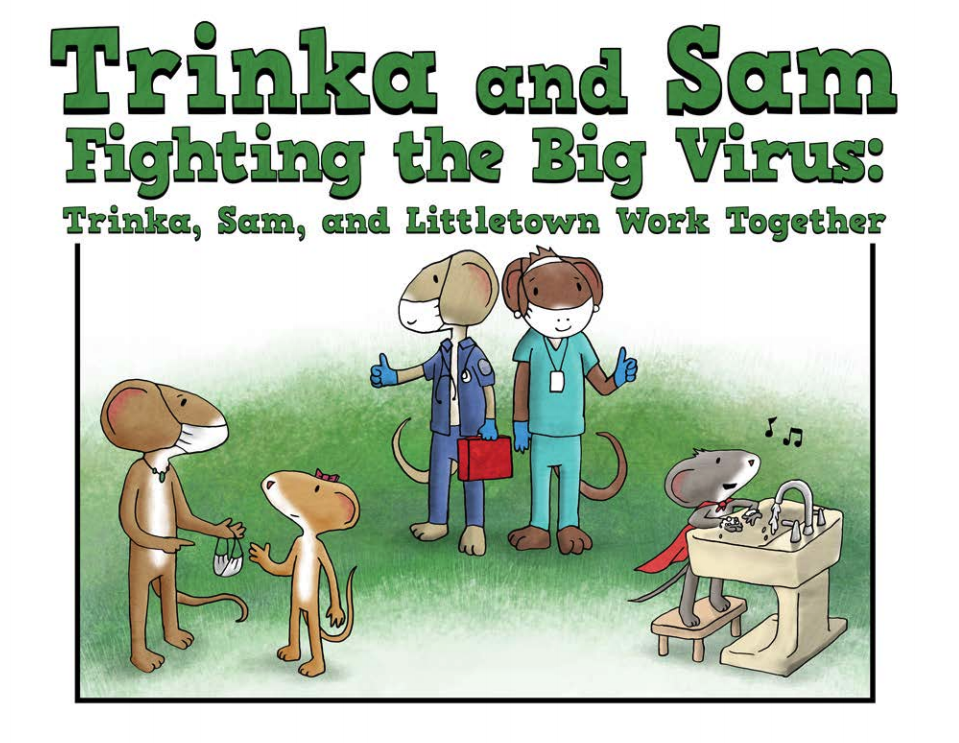 Trinka and Sam
Fighting the Big Virus:
Trinka, Sam, and Littletown Work Together